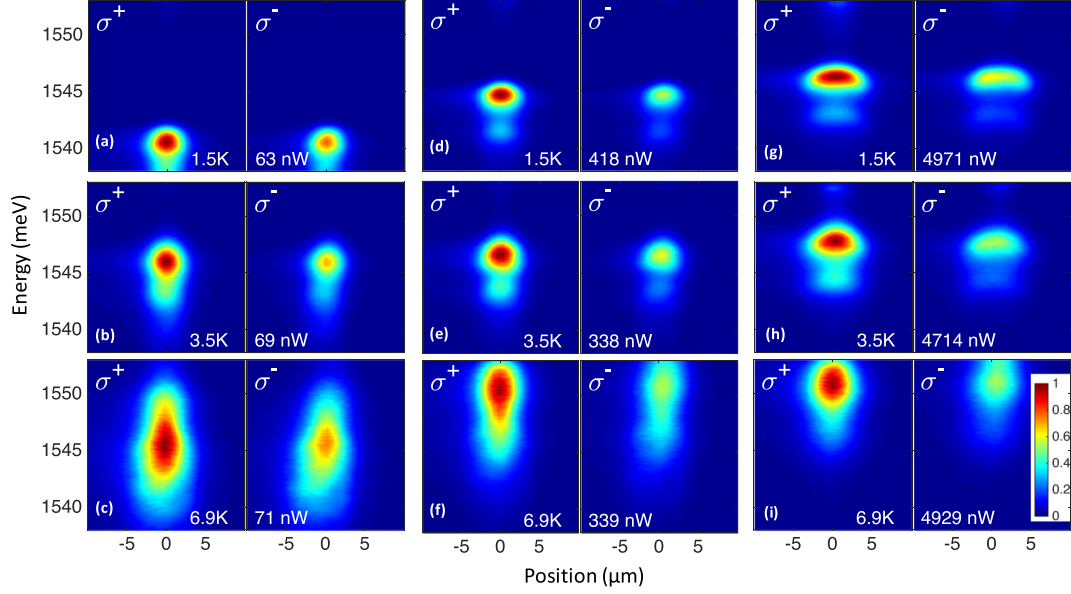 σ+ σ- σ+ σ- σ+ σ-
1550
1545
1540
(a) 1.5K 63 nW (d) 1.5K 418 nW (g) 1.5K 4971 nW
σ+ σ- σ+ σ- σ+ σ-
1550
1545
1540
(b) 3.5K 69 nW (e) 3.5K 338 nW (h) 3.5K 4714 nW
Energy (meV)
σ+ σ- σ+ σ- σ+ σ-
1550
1545
1540
1
0.8
0.6
0.4
0.2
0
(c) 6.9K 71 nW (f) 6.9K 339 nW (i) 6.9K 4929 nW
-5 0 5 -5 0 5 -5 0 5 -5 0 5 -5 0 5 -5 0 5
Position (μm)